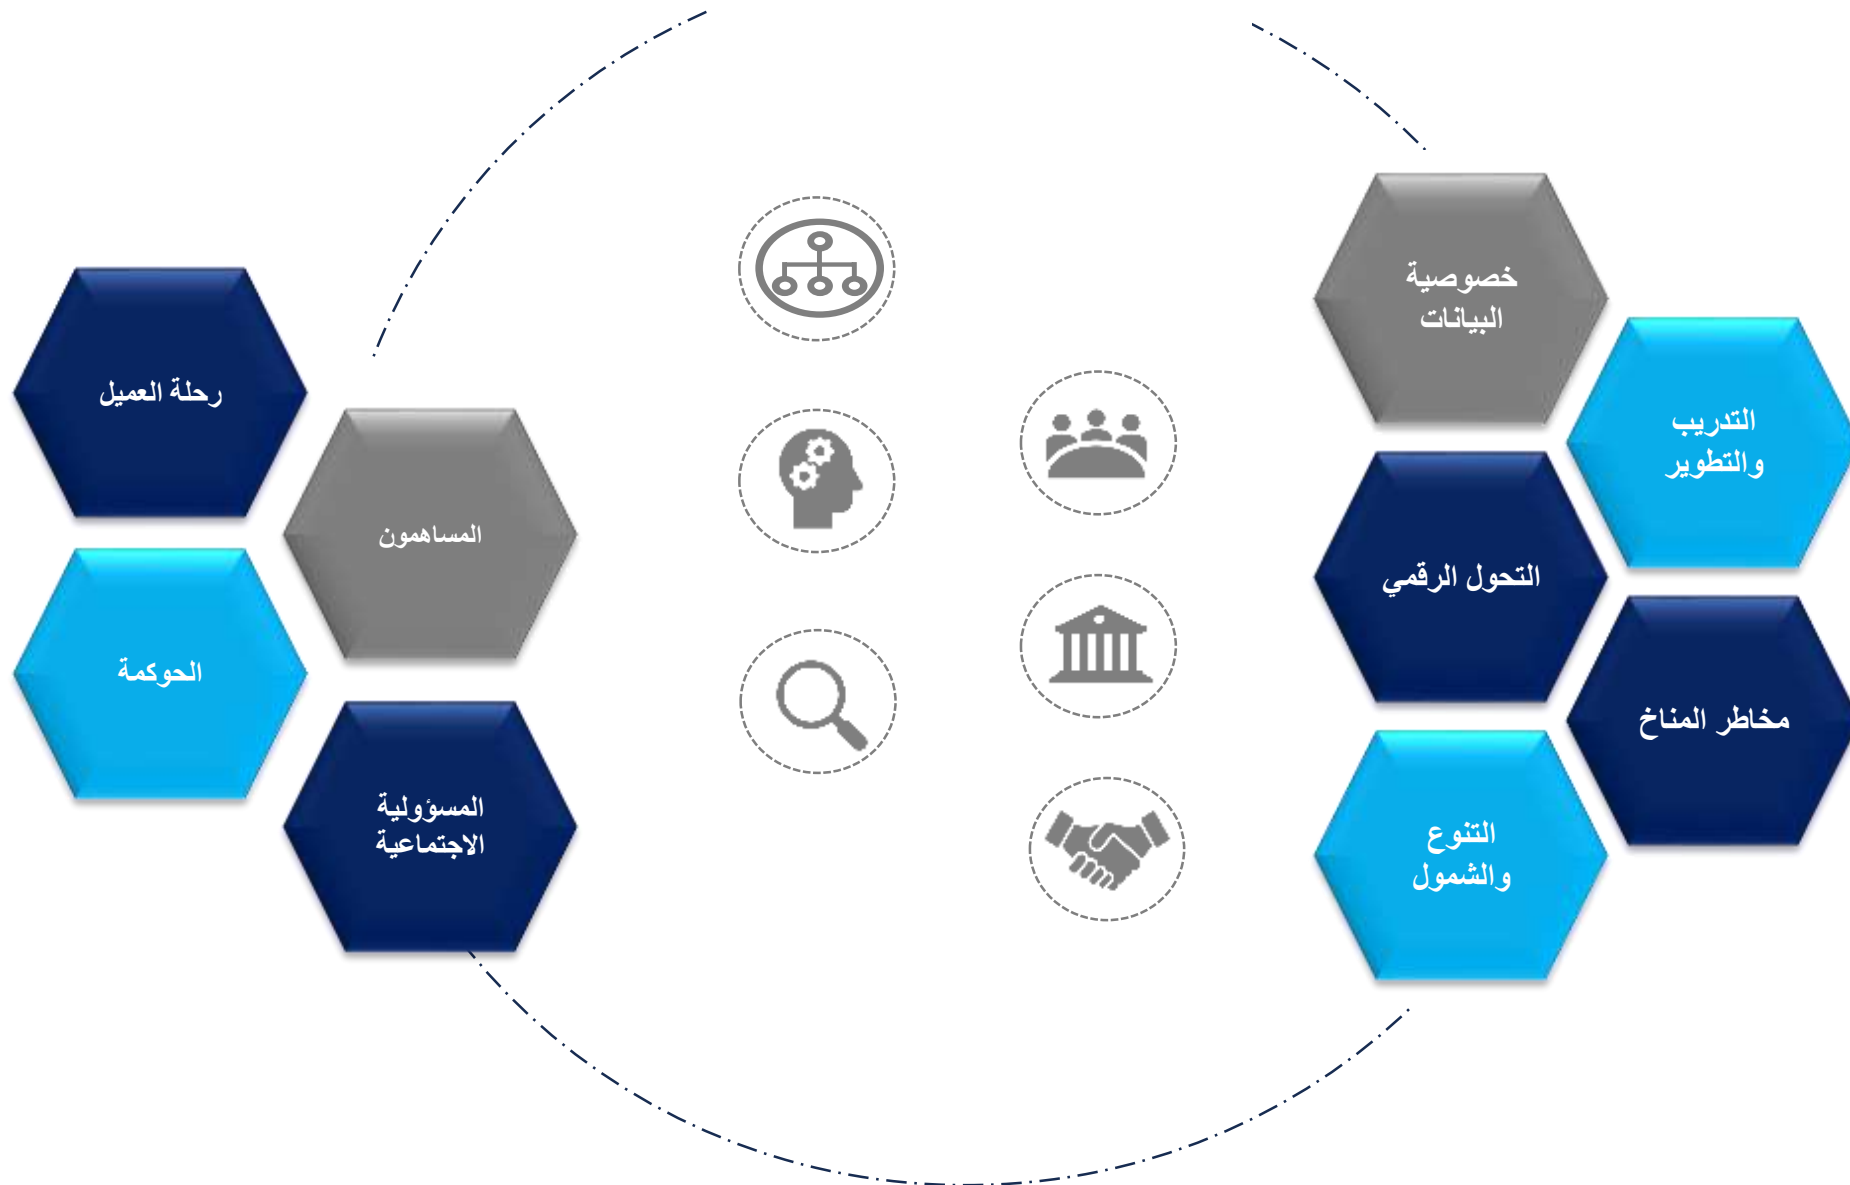 خصوصية
البيانات
التدريب
والتطوير
التحول الرقمي
مخاطر المناخ
التنوع
والشمول
رحلة العميل
المساهمون
الحوكمة
المسؤولية
الاجتماعية